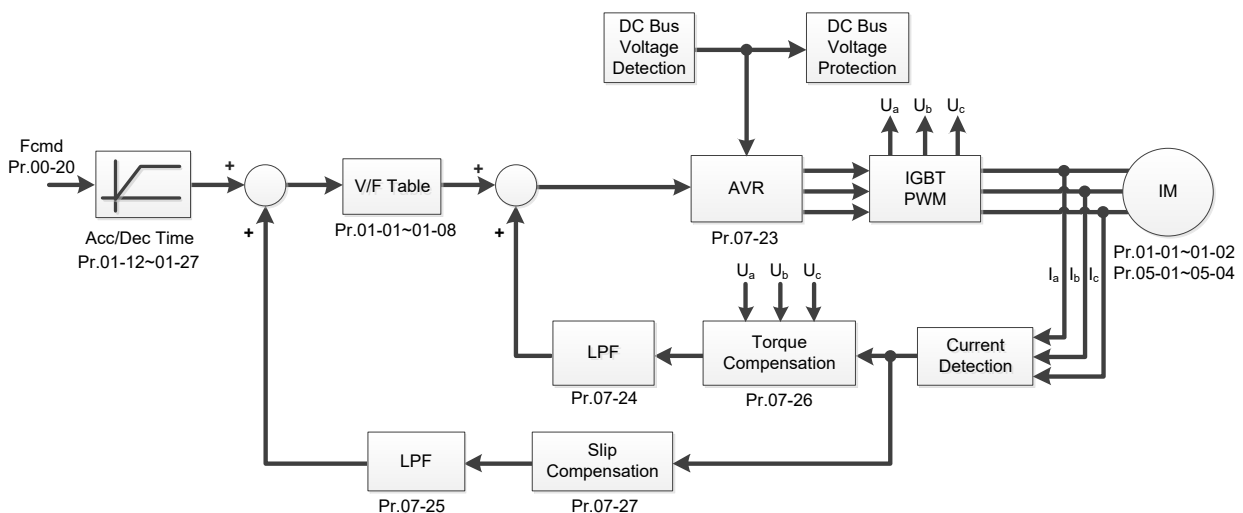 DC Bus
Voltage
Detection
DC Bus
Voltage
Protection
Ua
Ub
Uc
Fcmd
Pr.00-20
+
+
V/F Table
+
+
AVR
IGBT
PWM
IM
Acc/Dec Time
Pr.01-12~01-27
Pr.01-01~01-08
Pr.07-23
Pr.01-01~01-02
Pr.05-01~05-04
Ia
Ib
Ic
Ua
Ub
Uc
LPF
Torque
Compensation
Current
Detection
Pr.07-24
Pr.07-26
LPF
Slip
Compensation
Pr.07-25
Pr.07-27